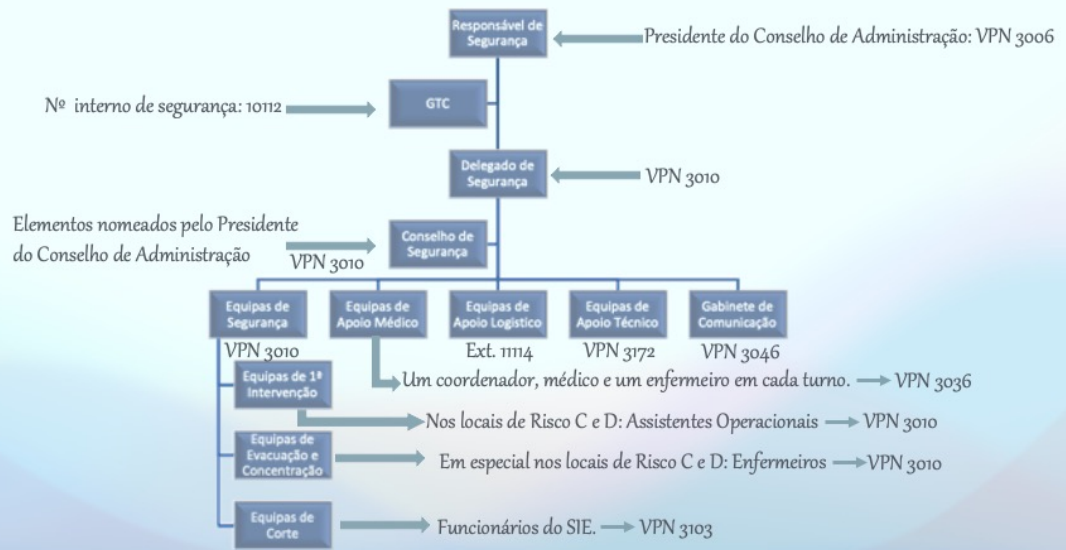 Responsável de
Segurança
Presidente do Conselho de Administração: VPN 3006
Nº interno de segurança: 10112
GTC
Delegado de
Segurança
VPN 3010
Elementos nomeados pelo Presidente
do Conselho de Administração
VPN 3010
Conselho de
Segurança
Equipas de
Segurança
VPN 3010
Equipas de
Apoio Médico
Equipas de
Apoio Logístico
Ext. 11114
Equipas de
Apoio Técnico
VPN 3172
Gabinete de
Comunicação
VPN 3046
Um coordenador, médico e um enfermeiro em cada turno. VPN 3036
Equipas de 1ª
Intervenção
Nos locais de Risco C e D: Assistentes Operacionais VPN 3010
Equipas de
Evacuação e
Concentração
Em especial nos locais de Risco C e D: Enfermeiros VPN 3010
Equipas de
Corte
Funcionários do SIE. VPN 3103